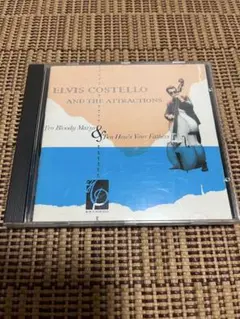 ELVIS COSTELLO
AND THE ATTRACTIONS
Ten Bloody Marys
& Ten How's Your Fathers